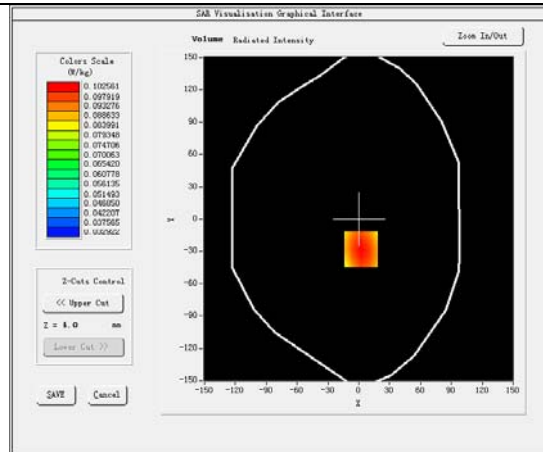 SAR Visualisation Graphical Interface
Volume Radiated Intensity
Zoom In/Out
Colors Scale
(W/kg)
0.102561
0.097919
0.093276
0.088633
0.083991
0.079348
0.074706
0.070063
0.065420
0.060778
0.056135
0.051493
0.046850
0.042207
0.037565
0.032922
150
120
90
60
30
0
-30
-60
-90
-120
-150
Y
-150 -120 -90 -60 -30 0 30 60 90 120 150
X
Z-Cuts Control
<< Upper Cut
Z = 4.0 mm
Lower Cut >>
SAVE Cancel